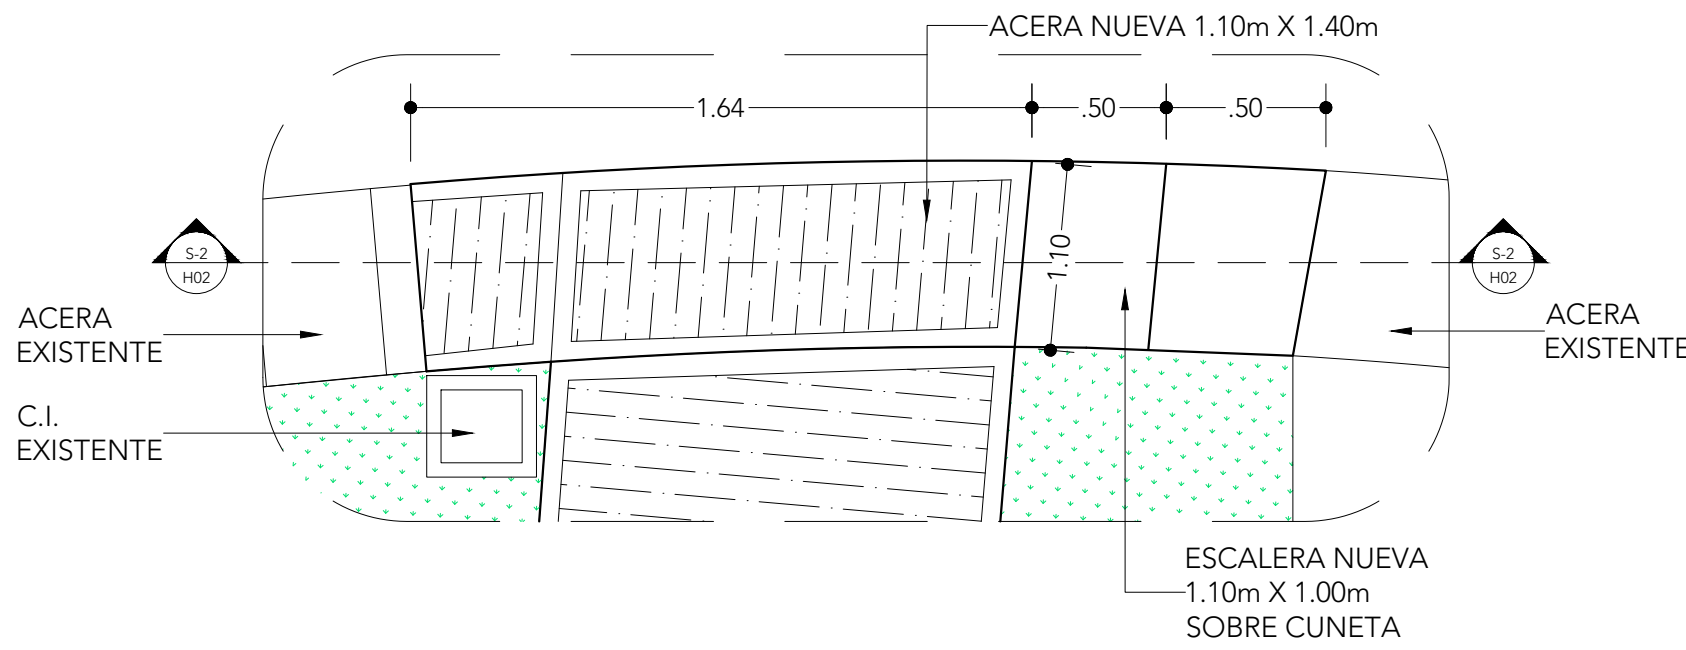 ACERA NUEVA 1.10m X 1.40m
1.64
.50
.50
1.10
S-2
H02
S-2
H02
ACERA
EXISTENTE
ACERA
EXISTENTE
C.I.
EXISTENTE
ESCALERA NUEVA
1.10m X 1.00m
SOBRE CUNETA